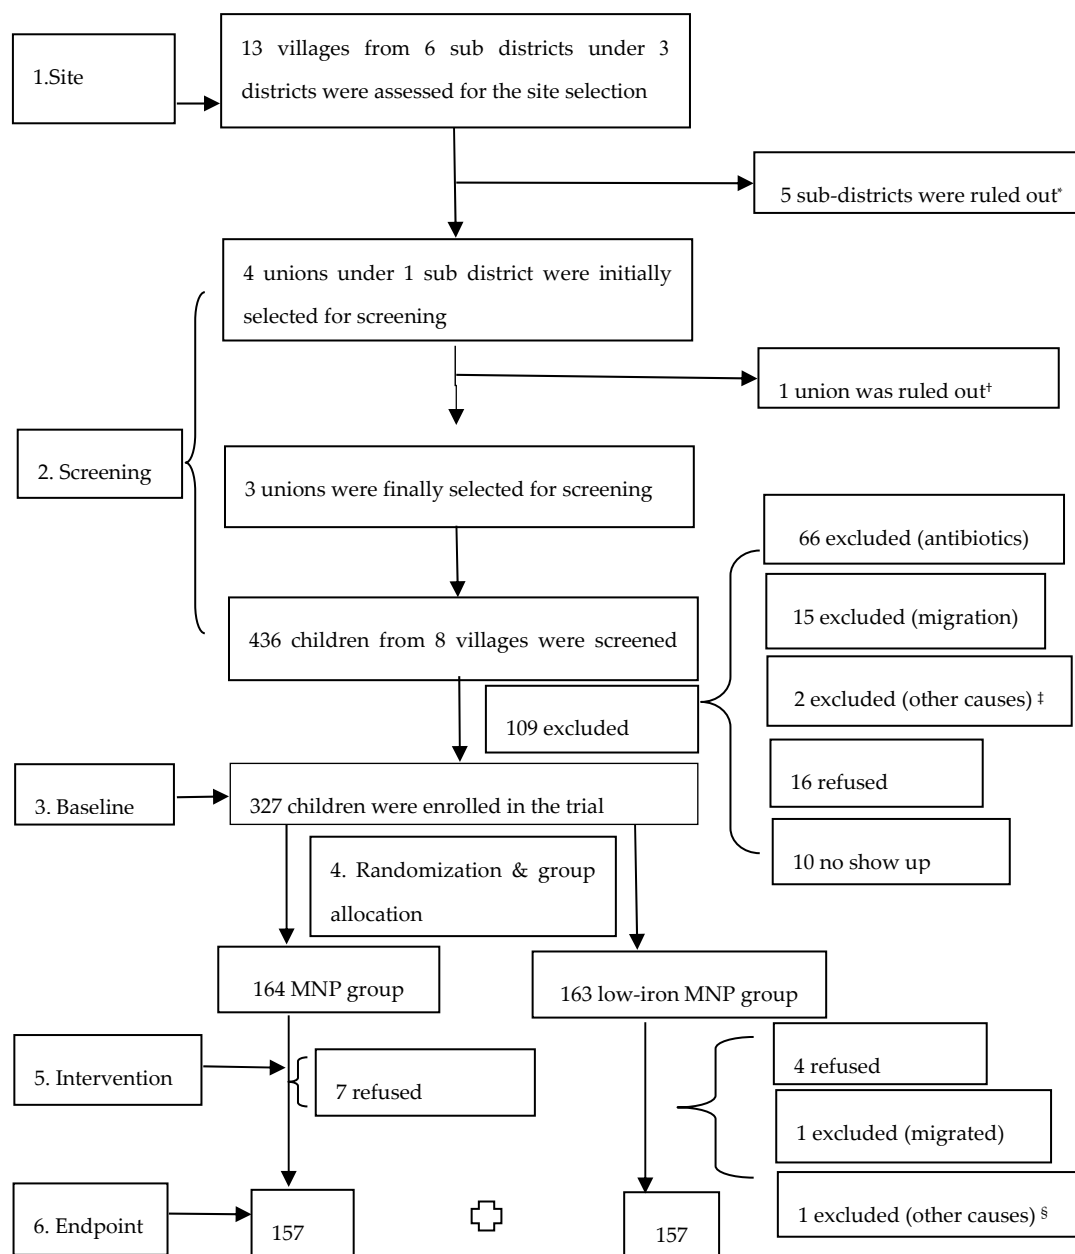 1.Site
13 villages from 6 sub districts under 3
districts were assessed for the site selection
5 sub-districts were ruled out*
4 unions under 1 sub district were initially
selected for screening
1 union was ruled out†
2. Screening
3 unions were finally selected for screening
66 excluded (antibiotics)
15 excluded (migration)
436 children from 8 villages were screened
2 excluded (other causes) ‡
109 excluded
16 refused
3. Baseline
327 children were enrolled in the trial
10 no show up
4. Randomization & group
allocation
164 MNP group
163 low-iron MNP group
5. Intervention
7 refused
4 refused
1 excluded (migrated)
6. Endpoint
157
157
1 excluded (other causes) §